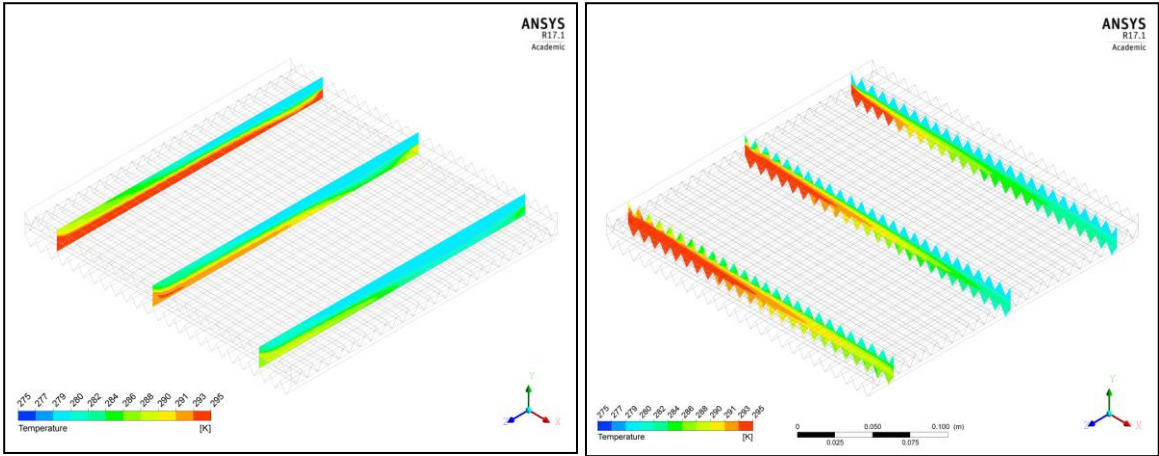 ANSYS
R17.1
Academic
275 277 279 280 282 284 286 288 290 291 293 295
Temperature [K]
Y
Z X
ANSYS
R17.1
Academic
275 277 279 280 282 284 286 288 290 291 293 295
Temperature [K]
0 0.050 0.100 (m)
0.025 0.075
Y
Z X